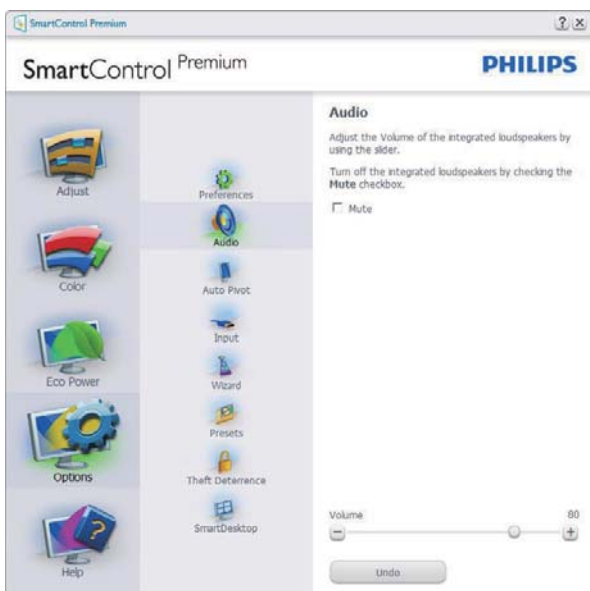 SmartControl Premium
SmartControl Premium
PHILIPS
Adjust
Color
Eco Power
Options
Help
Preferences
Audio
Auto Pivot
Input
Wizard
Presets
Theft Deterrence
SmartDesktop
Audio
Adjust the Volume of the integrated loudspeakers by
using the slider.
Turn off the integrated loudspeakers by checking the
Mute checkbox.
Mute
Volume 80
Undo